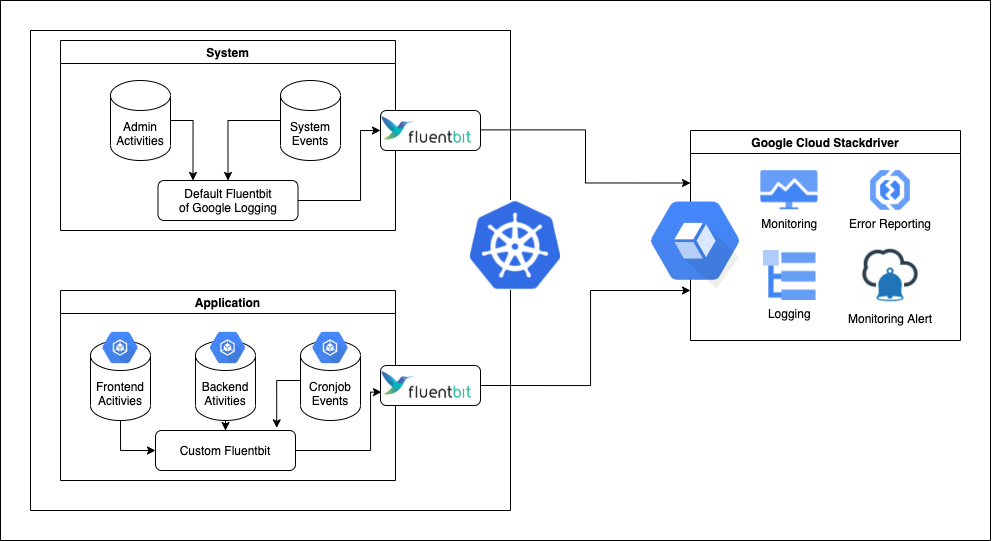 System
Admin
Activities
System
Events
Default Fluentbit
of Google Logging
fluentbit
Google Cloud Stackdriver
Monitoring
Error Reporting
Logging
Monitoring Alert
Application
Frontend
Acitivies
Backend
Ativities
Cronjob
Events
Custom Fluentbit
fluentbit